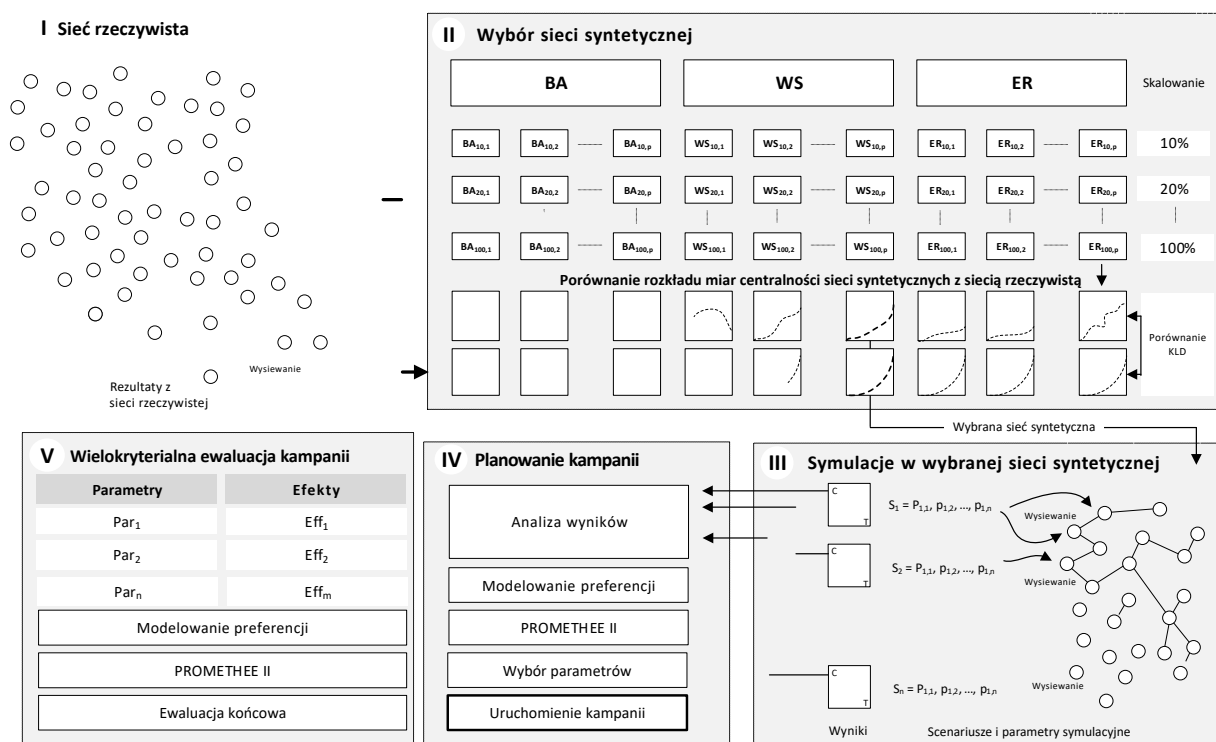 I Sieć rzeczywista
Wysiewanie
Rezultaty z
sieci rzeczywistej
II Wybór sieci syntetycznej
BA WS ER Skalowanie
BA10,1 BA10,2 BA10,p WS10,1 WS10,2 WS10,p ER10,1 ER10,2 ER10,p 10%
BA20,1 BA20,2 BA20,p WS20,1 WS20,2 WS20,p ER20,1 ER20,2 ER20,p 20%
BA100,1 BA100,2 BA100,p WS100,1 WS100,2 WS100,p ER100,1 ER100,2 ER100,p 100%
Porównanie rozkładu miar centralności sieci syntetycznych z siecią rzeczywistą
Porównanie
KLD
Wybrana sieć syntetyczna
III Symulacje w wybranej sieci syntetycznej
C
T
S1 = P1,1, p1,2, ..., p1,n
Wysiewanie
C
T
S2 = P1,1, p1,2, ..., p1,n
Wysiewanie
C
T
Sn = P1,1, p1,2, ..., p1,n
Wysiewanie
Wyniki
Scenariusze i parametry symulacyjne
IV Planowanie kampanii
Analiza wyników
Modelowanie preferencji
PROMETHEE II
Wybór parametrów
Uruchomienie kampanii
V Wielokryterialna ewaluacja kampanii
Parametry Efekty
Par1 Eff1
Par2 Eff2
Parn Effm
Modelowanie preferencji
PROMETHEE II
Ewaluacja końcowa